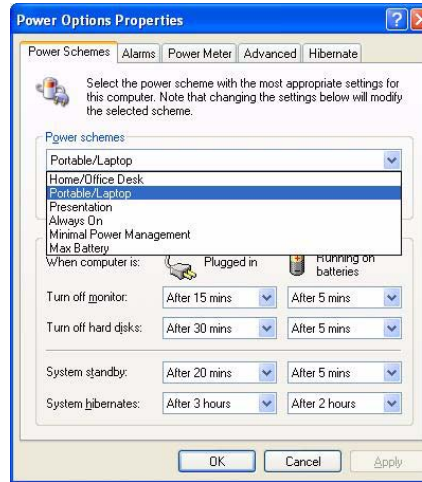 Power Options Properties
Power Schemes Alarms Power Meter Advanced Hibernate
Select the power scheme with the most appropriate settings for
this computer. Note that changing the settings below will modify
the selected scheme.
Power schemes
Portable/Laptop
Home/Office Desk
Portable/Laptop
Presentation
Always On
Minimal Power Management
Max Battery
When computer is: Plugged in Running on
batteries
Turn off monitor: After 15 mins After 5 mins
Turn off hard disks: After 30 mins After 5 mins
System standby: After 20 mins After 5 mins
System hibernates: After 3 hours After 2 hours
OK Cancel Apply